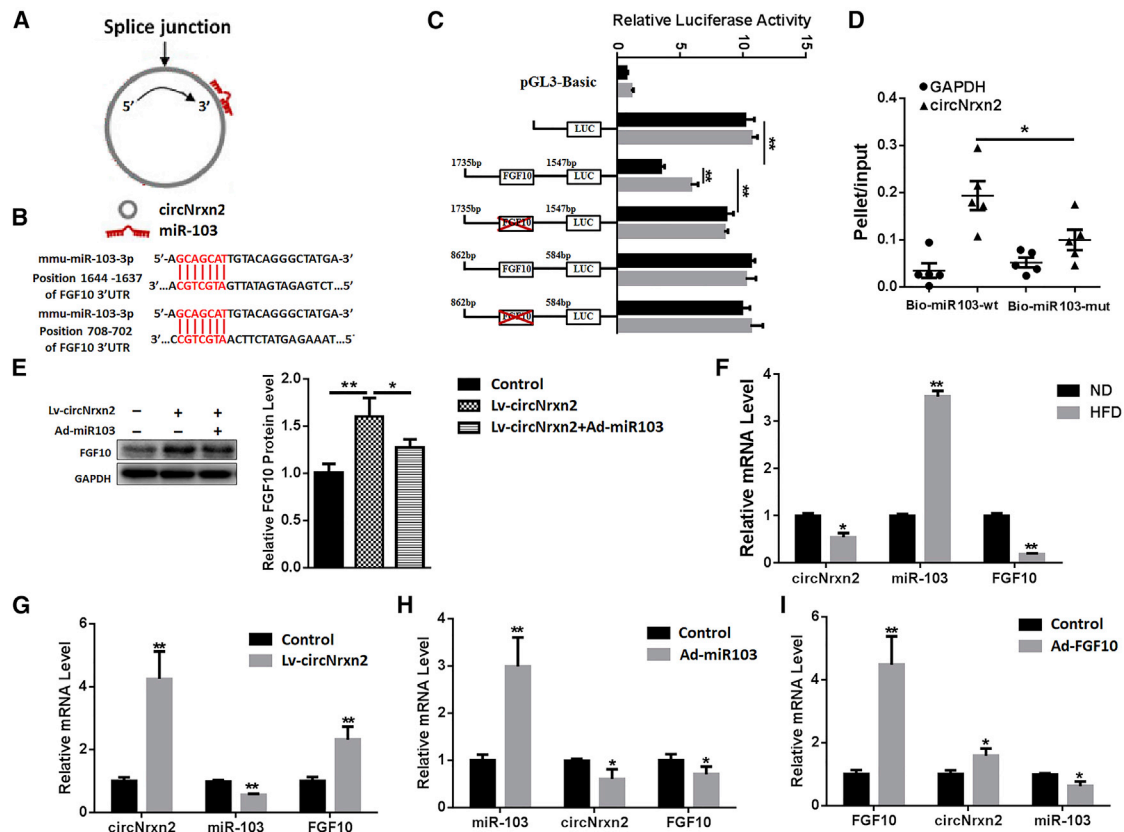 A
Splice junction
5’ 3’
circNrxn2
miR-103
B
mmu-miR-103-3p 5’-AGCAGCATTGTACAGGGCTATGA-3’
Position 1644 -1637
of FGF10 3’UTR
3’...ACGTCGTAGTTATAGTAGAGTCT...5’
mmu-miR-103-3p 5’-AGCAGCATTGTACAGGGCTATGA-3’
Position 708-702
of FGF10 3’UTR
3’...CCGTCGTAACTTCTATGAGAAAT...5`
C
Relative Luciferase Activity
0 5 10 15
pGL3-Basic
LUC
**
1735bp 1547bp
FGF10 LUC
**
**
1735bp 1547bp
FGF10 LUC
862bp 584bp
FGF10 LUC
862bp 584bp
FGF10 LUC
D
GAPDH
circNrxn2
Pellet/input
0.4
0.3
0.2
0.1
0.0
*
Bio-miR103-wt Bio-miR103-mut
E
Lv-circNrxn2 – + +
Ad-miR103 – +
FGF10
GAPDH
Relative FGF10 Protein Level
2.0
1.5
1.0
0.5
0.0
** *
Control
Lv-circNrxn2
Lv-circNrxn2+Ad-miR103
F
Relative mRNA Level
4
3
2
1
0
* ** **
ND
HFD
circNrxn2 miR-103 FGF10
G
Relative mRNA Level
6
4
2
0
** ** **
Control
Lv-circNrxn2
circNrxn2 miR-103 FGF10
H
Relative mRNA Level
4
3
2
1
0
** * *
Control
Ad-miR103
miR-103 circNrxn2 FGF10
I
Relative mRNA Level
6
4
2
0
** * *
Control
Ad-FGF10
FGF10 circNrxn2 miR-103